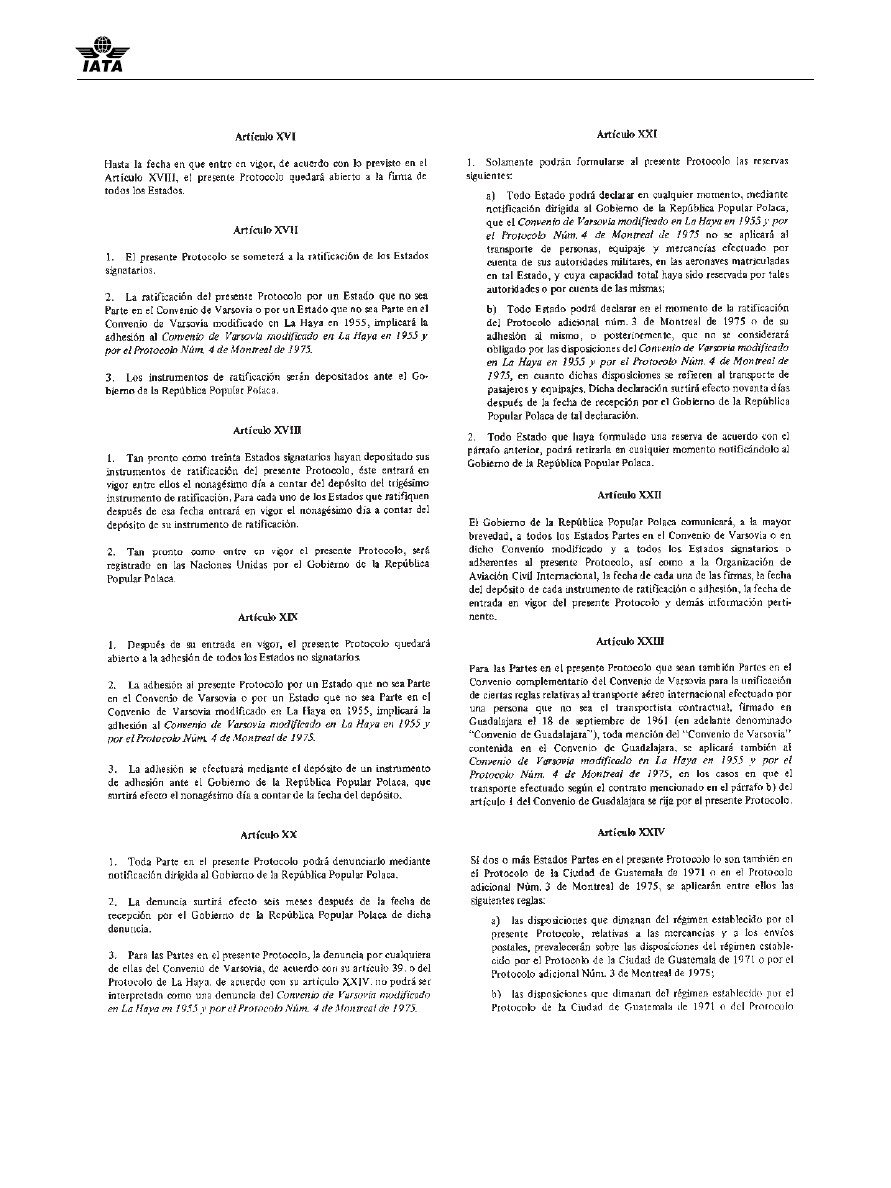 IATA
Artículo XVI
Hasta la fecha en que entre en vigor, de acuerdo con lo previsto en el
Artículo XVIII, el presente Protocolo quedará abierto a la firma de
todos los Estados.
Artículo XVII
1. El presente Protocolo se someterá a la ratificación de los Estados
signatarios.
2. La ratificación del presente Protocolo por un Estado que no sea
Parte en el Convenio de Varsovia o por un Estado que no sea Parte en el
Convenio de Varsovia modificado en La Haya en 1955, implicará la
adhesión al Convenio de Varsovia modificado en La Haya en 1955 y
por el Protocolo Núm. 4 de Montreal de 1975.
3. Los instrumentos de ratificación serán depositados ante el Go-
bierno de la República Popular Polaca.
Artículo XVIII
1. Tan pronto como treinta Estados signatarios hayan depositado sus
instrumentos de ratificación del presente Protocolo, éste entrará en
vigor entre ellos el nonagésimo día a contar del depósito del trigésimo
instrumento de ratificación. Para cada uno de los Estados que ratifiquen
después de esa fecha entrará en vigor el nonagésimo día a contar del
depósito de su instrumento de ratificación.
2. Tan pronto como entre en vigor el presente Protocolo, será
registrado en las Naciones Unidas por el Gobierno de la República
Popular Polaca.
Artículo XIX
1. Después de su entrada en vigor, el presente Protocolo quedará
abierto a la adhesión de todos los Estados no signatarios.
2. La adhesión al presente Protocolo por un Estado que no sea Parte
en el Convenio de Varsovia o por un Estado que no sea Parte en el
Convenio de Varsovia modificado en La Haya en 1955, implicará la
adhesión al Convenio de Varsovia modificado en La Haya en 1955 y
por el Protocolo Núm. 4 de Montreal de 1975.
3. La adhesión se efectuará mediante el depósito de un instrumento
de adhesión ante el Gobierno de la República Popular Polaca, que
surtirá efecto el nonagésimo día a contar de la fecha del depósito.
Artículo XX
1. Toda Parte en el presente Protocolo podrá denunciarlo mediante
notificación dirigida al Gobierno de la República Popular Polaca.
2. La denuncia surtirá efecto seis meses después de la fecha de
recepción por el Gobierno de la República Popular Polaca de dicha
denuncia.
3. Para las Partes en el presente Protocolo, la denuncia por cualquiera
de ellas del Convenio de Varsovia, de acuerdo con su artículo 39, o del
Protocolo de La Haya, de acuerdo con su artículo XXIV, no podrá ser
interpretada como una denuncia del Convenio de Varsovia modificado
en La Haya en 1955 y por el Protocolo Núm. 4 de Montreal de 1975.
Artículo XXI
1. Solamente podrán formularse al presente Protocolo las reservas
siguientes:
a) Todo Estado podrá declarar en cualquier momento, mediante
notificación dirigida al Gobierno de la República Popular Polaca,
que el Convenio de Varsovia modificado en La Haya en 1955 y por
el Protocolo Núm. 4 de Montreal de 1975 no se aplicará al
transporte de personas, equipaje y mercancías efectuado por
cuenta de sus autoridades militares, en las aeronaves matriculadas
en tal Estado, y cuya capacidad total haya sido reservada por tales
autoridades o por cuenta de las mismas;
b) Todo Estado podrá declarar en el momento de la ratificación
del Protocolo adicional núm. 3 de Montreal de 1975 o de su
adhesión al mismo, o posteriormente, que no se considerará
obligado por las disposiciones del Convenio de Varsovia modificado
en La Haya en 1955 y por el Protocolo Núm. 4 de Montreal de
1975, en cuanto dichas disposiciones se refieren al transporte de
pasajeros y equipajes. Dicha declaración surtirá efecto noventa días
después de la fecha de recepción por el Gobierno de la República
Popular Polaca de tal declaración.
2. Todo Estado que haya formulado una reserva de acuerdo con el
párrafo anterior, podrá retirarla en cualquier momento notificándolo al
Gobierno de la República Popular Polaca.
Artículo XXII
El Gobierno de la República Popular Polaca comunicará, a la mayor
brevedad, a todos los Estados Partes en el Convenio de Varsovia o en
dicho Convenio modificado y a todos los Estados signatarios o
adherentes al presente Protocolo, así como a la Organización de
Aviación Civil Internacional, la fecha de cada una de las firmas, la fecha
del depósito de cada instrumento de ratificación o adhesión, la fecha de
entrada en vigor del presente Protocolo y demás información perti-
nente.
Artículo XXIII
Para las Partes en el presente Protocolo que sean también Partes en el
Convenio complementario del Convenio de Varsovia para la unificación
de ciertas reglas relativas al transporte aéreo internacional efectuado por
una persona que no sea el transportista contractual, firmado en
Guadalajara el 18 de septiembre de 1961 (en adelante denominado
“Convenio de Guadalajara”), toda mención del “Convenio de Varsovia”
contenida en el Convenio de Guadalajara, se aplicará también al
Convenio de Varsovia modificado en La Haya en 1955 y por el
Protocolo Núm. 4 de Montreal de 1975, en los casos en que el
transporte efectuado según el contrato mencionado en el párrafo b) del
artículo 1 del Convenio de Guadalajara se rija por el presente Protocolo.
Artículo XXIV
Si dos o más Estados Partes en el presente Protocolo lo son también en
el Protocolo de la Ciudad de Guatemala de 1971 o en el Protocolo
adicional Núm. 3 de Montreal de 1975, se aplicarán entre ellos las
siguientes reglas:
a) las disposiciones que dimanan del régimen establecido por el
presente Protocolo, relativas a las mercancías y a los envíos
postales, prevalecerán sobre las disposiciones del régimen estable-
cido por el Protocolo de la Ciudad de Guatemala de 1971 o por el
Protocolo adicional Núm. 3 de Montreal de 1975;
b) las disposiciones que dimanan del régimen establecido por el
Protocolo de la Ciudad de Guatemala de 1971 o del Protocolo